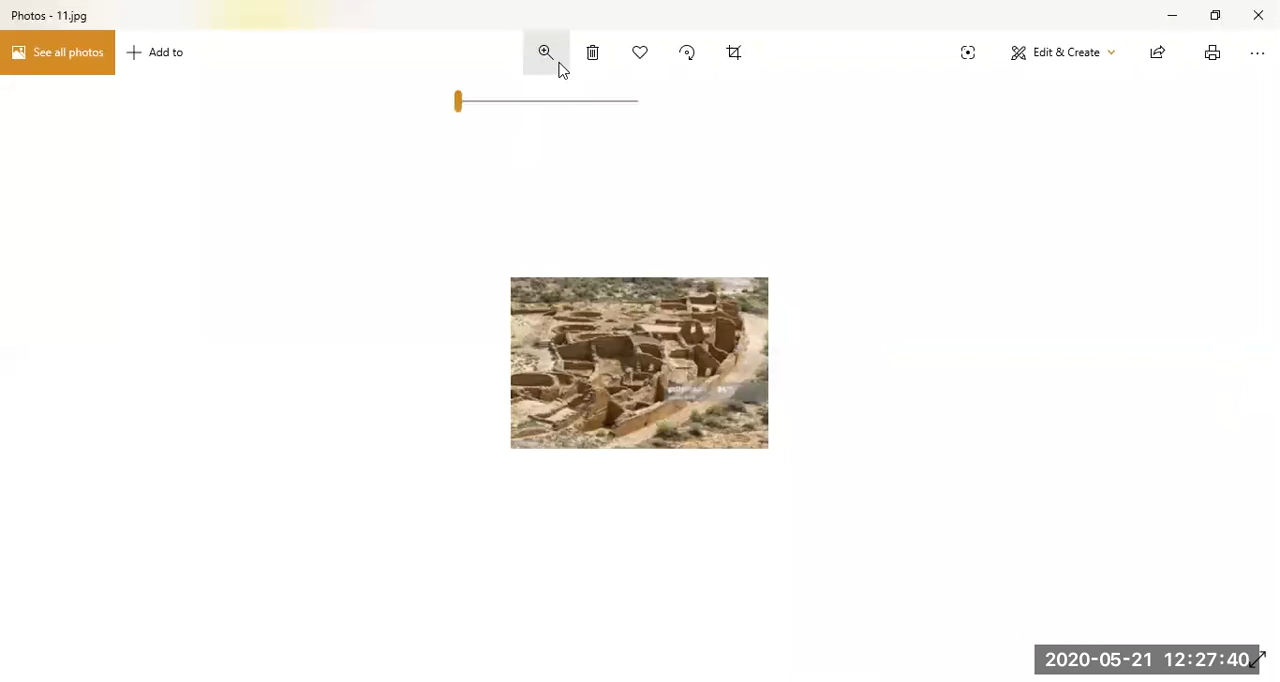 Photos - 11.jpg
See all photos
Add to
Edit & Create
2020-05-21 12:27:40